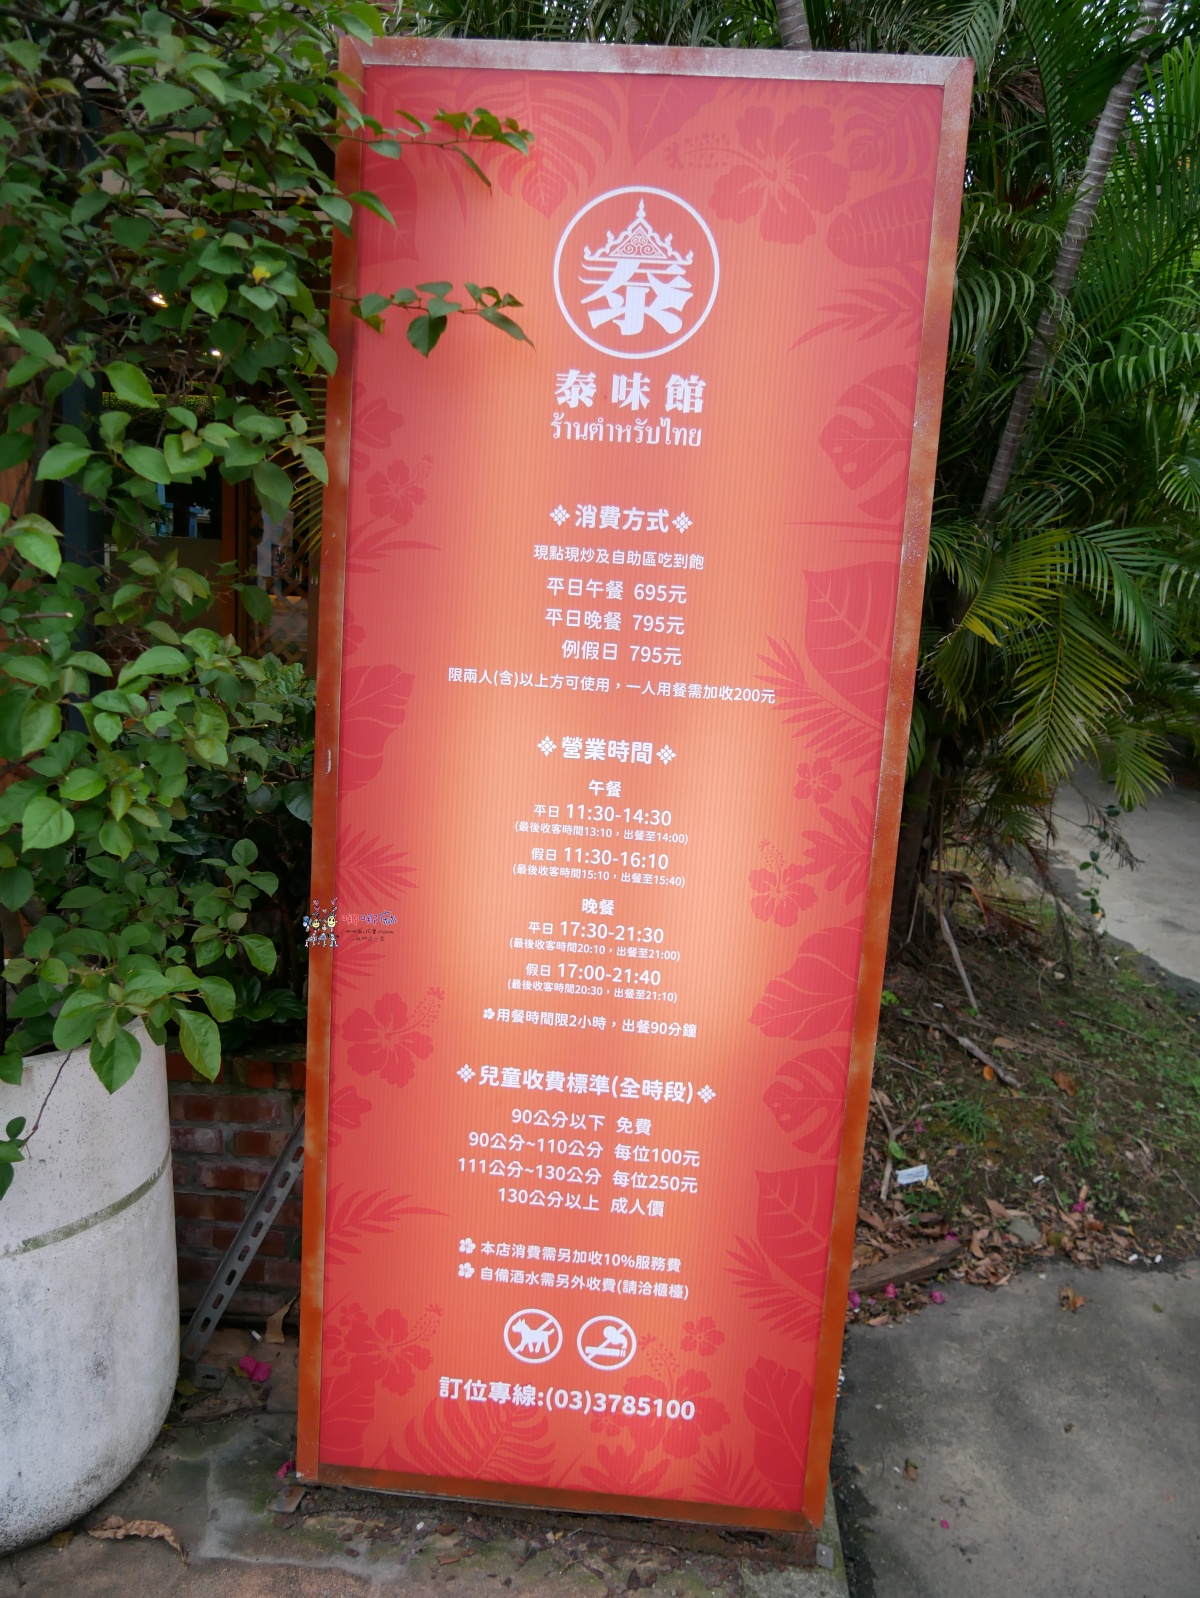 泰
泰味館
ร้านตำหรับไทย
消費方式
現點現炒及自助區吃到飽
平日午餐 695元
平日晚餐 795元
例假日 795元
限兩人(含)以上方可使用，一人用餐需加收200元
營業時間
午餐
平日 11:30-14:30
(最後收客時間13:10，出餐至14:00)
假日 11:30-16:10
(最後收客時間15:10，出餐至15:40)
晚餐
平日 17:30-21:30
(最後收客時間20:10，出餐至21:00)
假日 17:00-21:40
(最後收客時間20:30，出餐至21:10)
用餐時間限2小時，出餐90分鐘
兒童收費標準(全時段)
90公分以下 免費
90公分~110公分 每位100元
111公分~130公分 每位250元
130公分以上 成人價
本店消費需另加收10%服務費
自備酒水需另外收費(請洽櫃檯)
訂位專線:(03)3785100